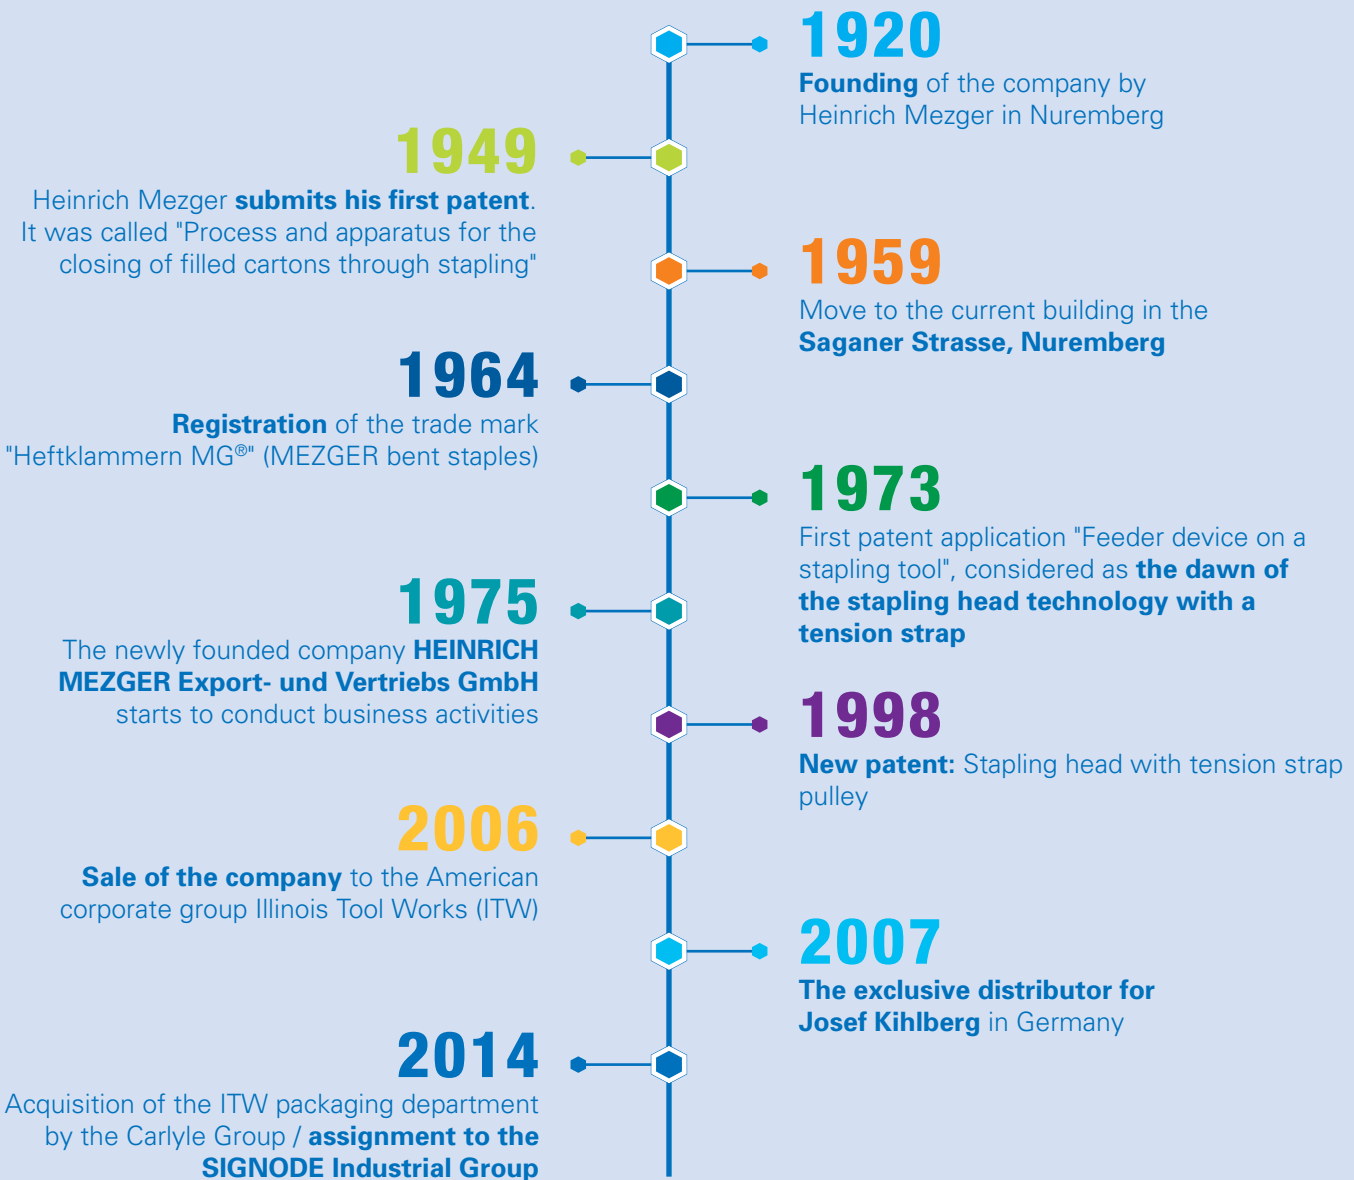 1920
Founding of the company by
Heinrich Mezger in Nuremberg
1949
Heinrich Mezger submits his first patent.
It was called "Process and apparatus for the
closing of filled cartons through stapling"
1959
Move to the current building in the
Saganer Strasse, Nuremberg
1964
Registration of the trade mark
"Heftklammern MG®" (MEZGER bent staples)
1973
First patent application "Feeder device on a
stapling tool", considered as the dawn of
the stapling head technology with a
tension strap
1975
The newly founded company HEINRICH
MEZGER Export- und Vertriebs GmbH
starts to conduct business activities
1998
New patent: Stapling head with tension strap
pulley
2006
Sale of the company to the American
corporate group Illinois Tool Works (ITW)
2007
The exclusive distributor for
Josef Kihlberg in Germany
2014
Acquisition of the ITW packaging department
by the Carlyle Group / assignment to the
SIGNODE Industrial Group